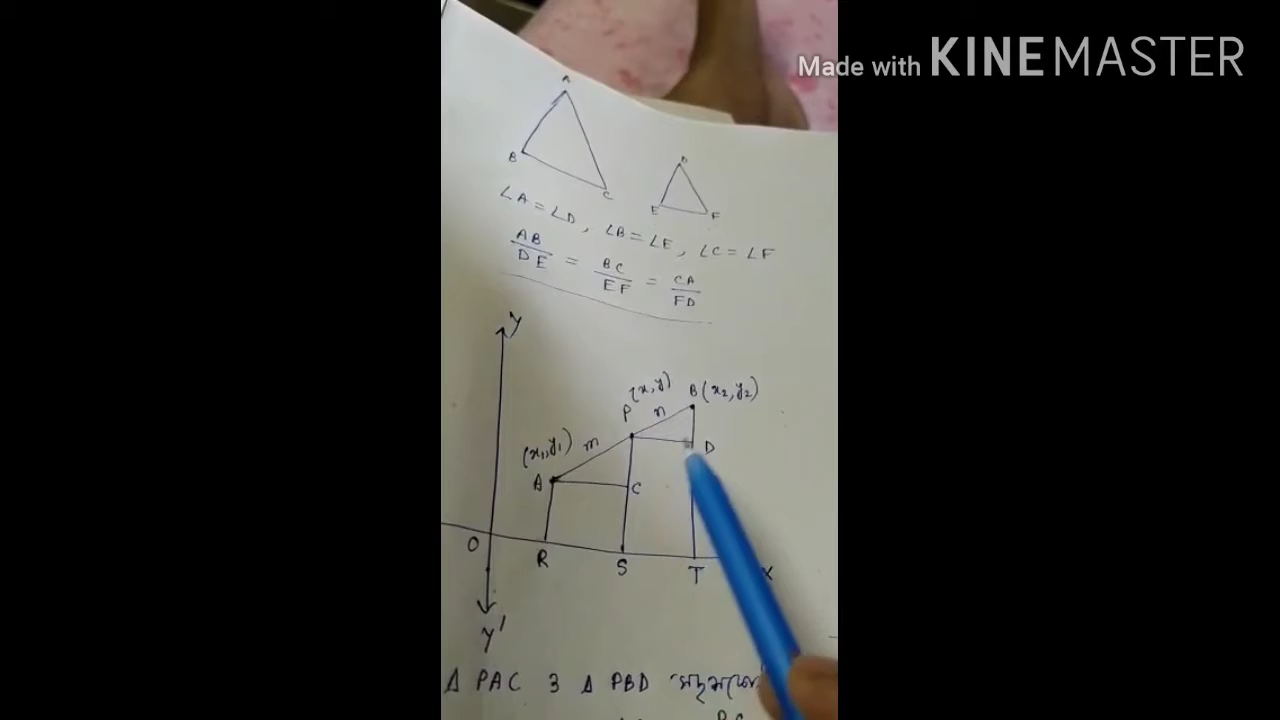 Made with KINEMASTER
A
B
C
D
E F
∠A = ∠D , ∠B = ∠E , ∠C = ∠F
AB/DE = BC/EF = CA/FD
y
(x, y)
B (x₂, y₂)
P n
(x₁, y₁) m
D
A C
O
R S T X
y'
Δ PAC ও Δ PBD